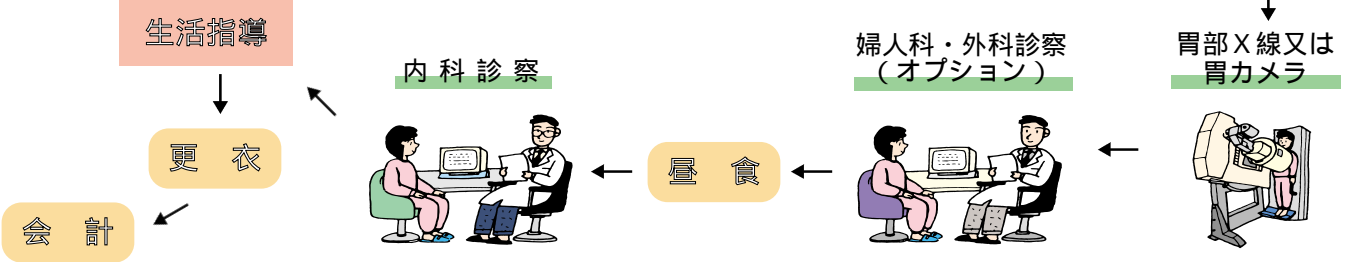 生活指導
内科診察
婦人科・外科診察
(オプション)
胃部X線又は
胃カメラ
更 衣
昼 食
会 計